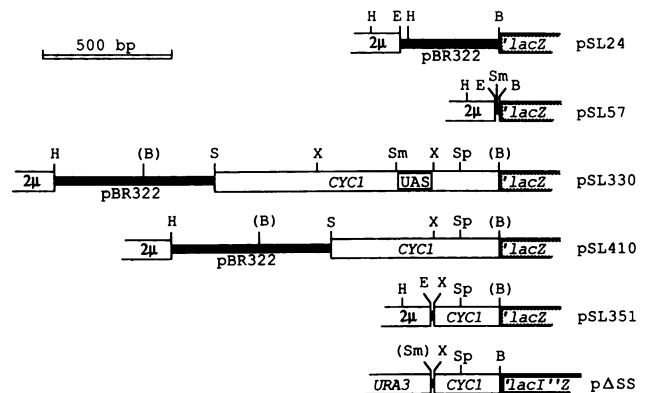 H E H B
500 bp
2μ 'lacZ pSL24
pBR322
Sm
H E B
2μ 'lacZ pSL57
H (B) S X Sm X Sp (B)
2μ CYC1 UAS 'lacZ pSL330
pBR322
H (B) S X Sp (B)
2μ CYC1 'lacZ pSL410
pBR322
E X
H Sp (B)
2μ CYC1 'lacZ pSL351
(Sm) X
Sp B
URA3 CYC1 'lacI''Z pΔSS